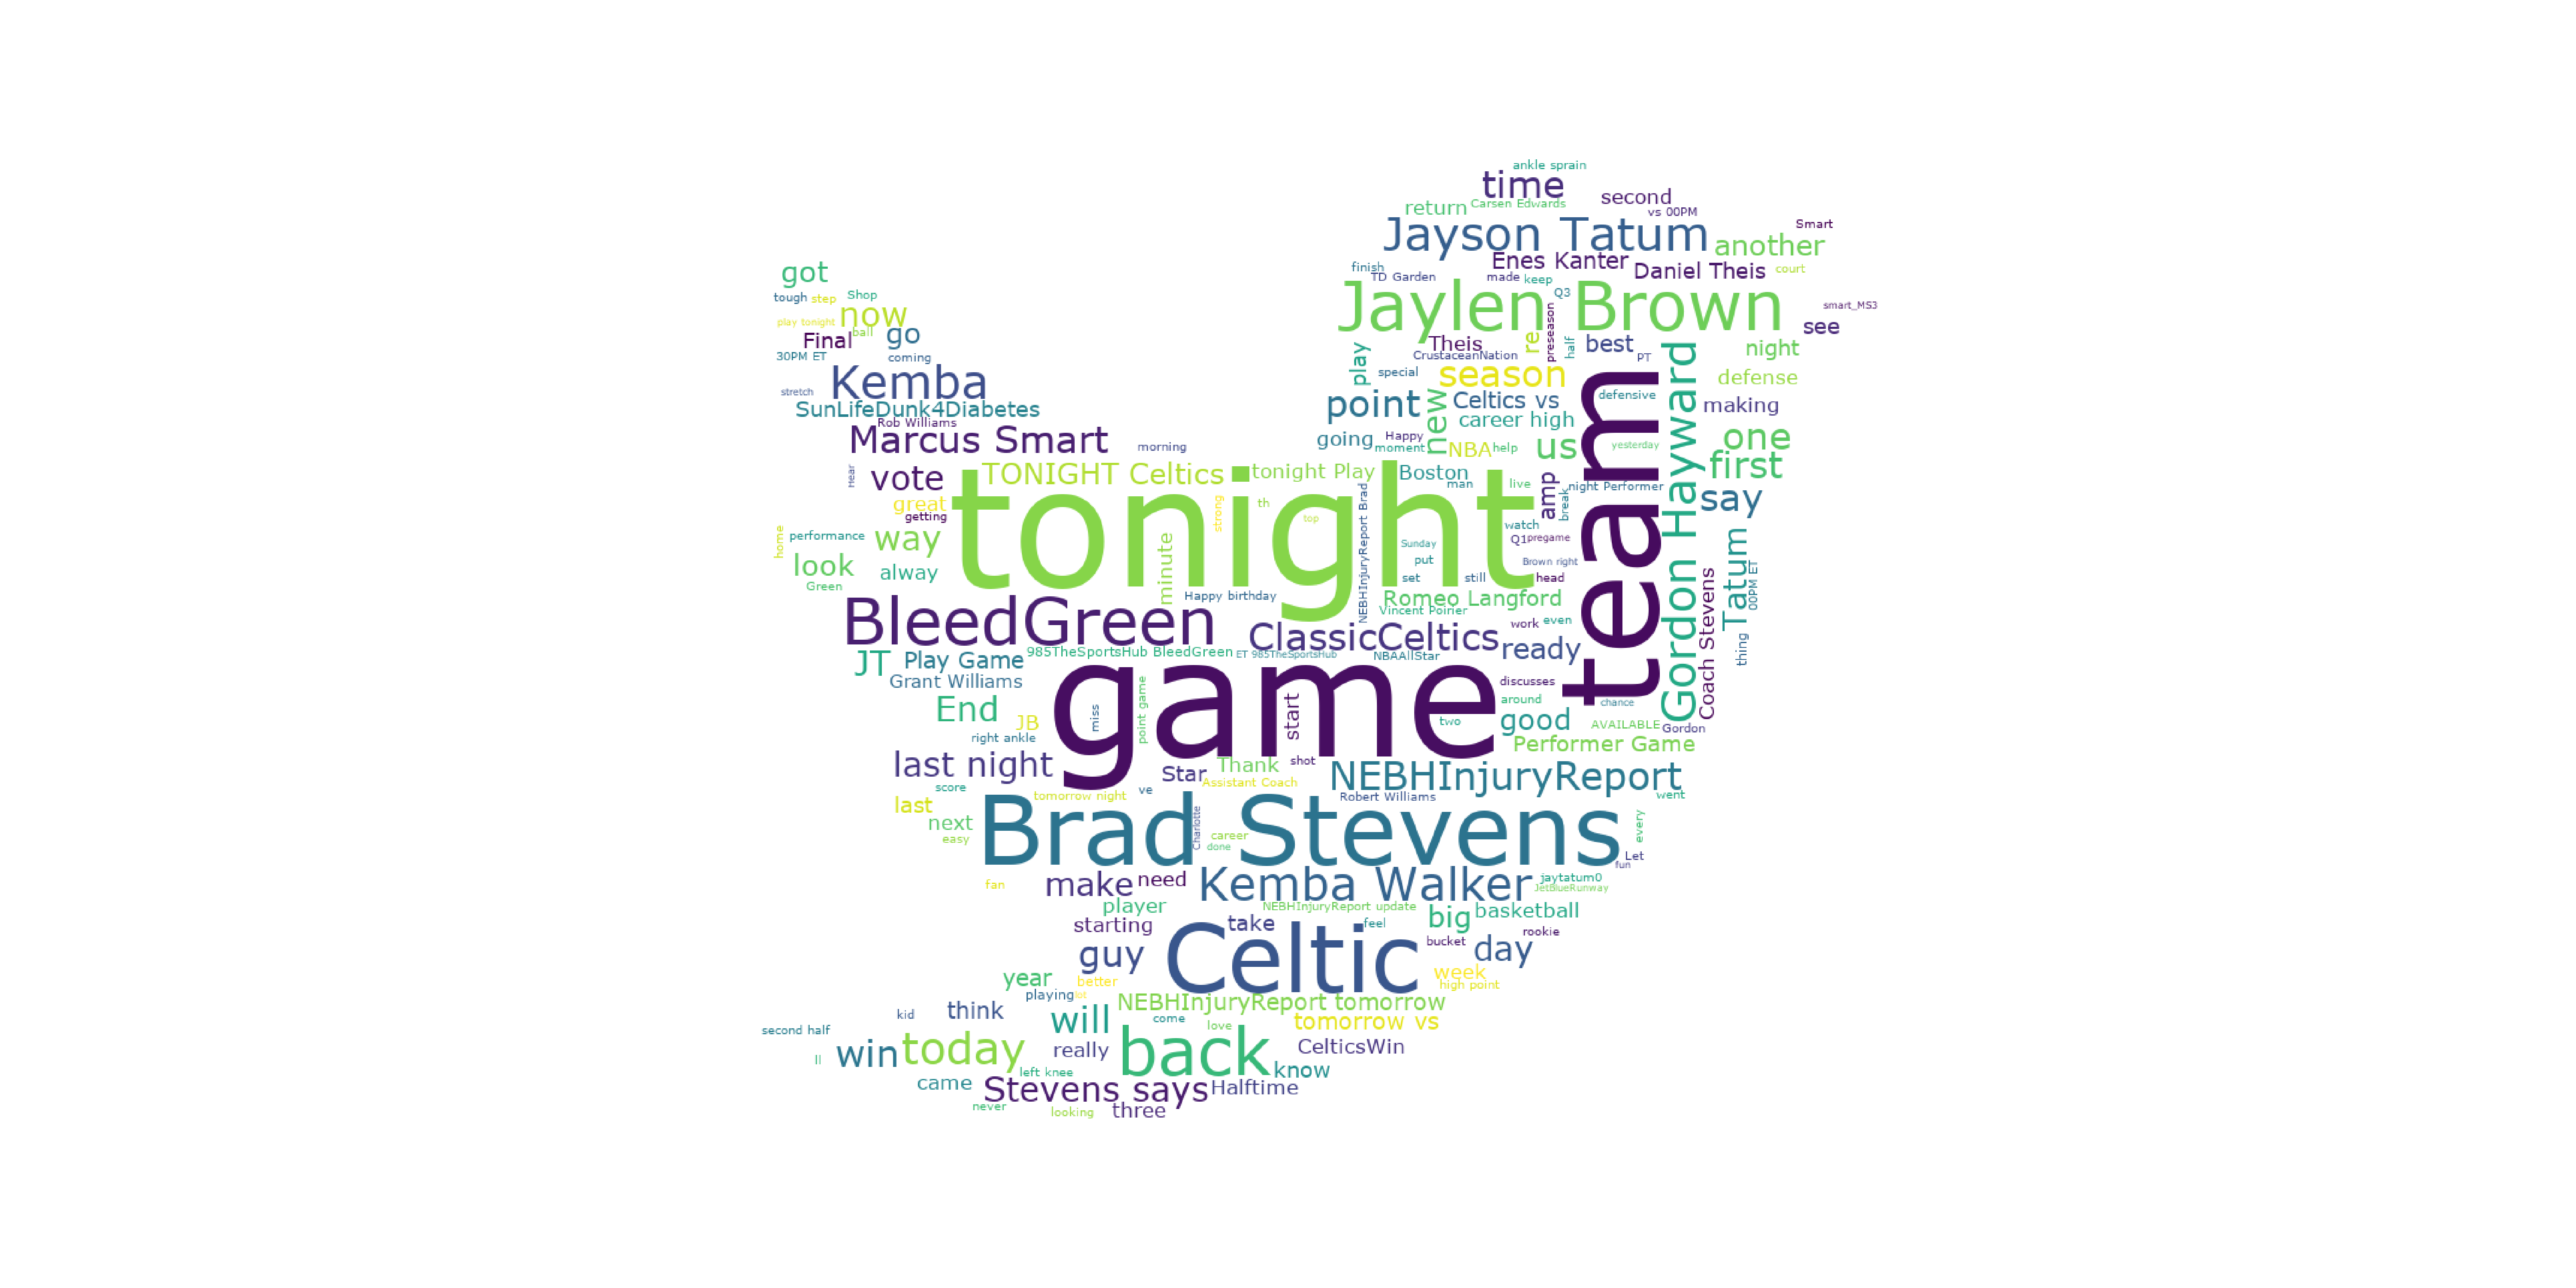 ankle sprain
time
second
return
Carsen Edwards
vs 00PM
Smart
Jayson Tatum
another
got
Enes Kanter
Daniel Theis
court
finish
TD Garden
made
keep
tough
step
Shop
Jaylen Brown
Q3
smart_MS3
now
play tonight
ball
go
see
Final
preseason
Theis
re
half
best
night
30PM ET
coming
play
CrustaceanNation
PT
Kemba
special
season
defense
stretch
SunLifeDunk4Diabetes
point
new
Celtics vs
defensive
making
Rob Williams
career high
Marcus Smart
morning
going
Happy
moment
NBA
help
us
yesterday
one
team
Gordon Hayward
first
Hear
vote
TONIGHT Celtics
tonight Play
Boston
man
live
amp
break
night Performer
say
great
getting
tonight
strong
th
top
NEBHInjuryReport Brad
watch
home
performance
way
minute
Sunday
Q1
pregame
Tatum
look
alway
put
Brown right
00PM ET
Green
set
still
head
Coach Stevens
Happy birthday
Romeo Langford
BleedGreen
Vincent Poirier
work
even
thing
ClassicCeltics
ready
JT
Play Game
985TheSportsHub BleedGreen
ET 985TheSportsHub
NBAAllStar
Grant Williams
game
discusses
End
JB
miss
point game
start
two
around
good
chance
AVAILABLE
Gordon
right ankle
Performer Game
last night
Star
Thank
shot
NEBHInjuryReport
score
Assistant Coach
last
tomorrow night
ve
Robert Williams
went
next
Brad Stevens
Charlotte
easy
career
done
every
Let
fun
fan
make
need
Kemba Walker
jaytatum0
JetBlueRunway
player
NEBHInjuryReport update
big
basketball
starting
take
feel
rookie
guy
Celtic
bucket
day
year
better
week
high point
playing
lot
NEBHInjuryReport tomorrow
kid
think
will
come
love
tomorrow vs
second half
ll
win
today
really
back
CelticsWin
know
left knee
came
Stevens says
Halftime
never
looking
three